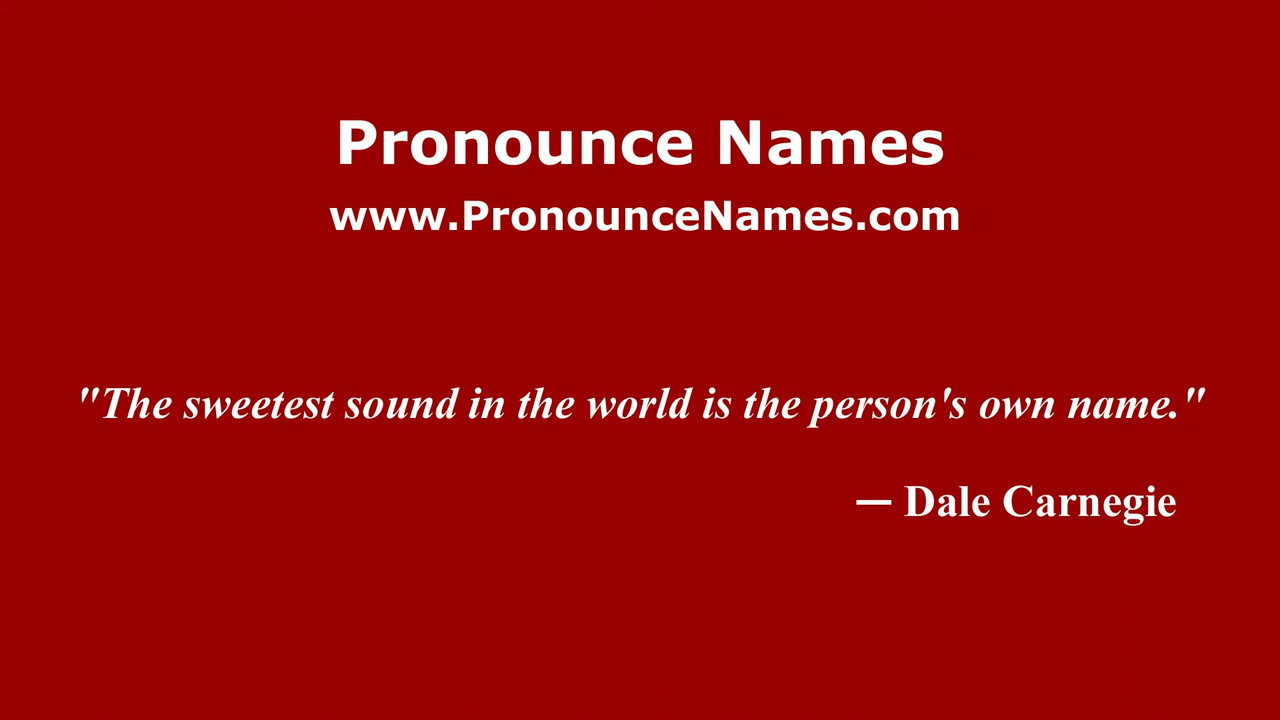 Pronounce Names
www.PronounceNames.com
"The sweetest sound in the world is the person's own name."
— Dale Carnegie